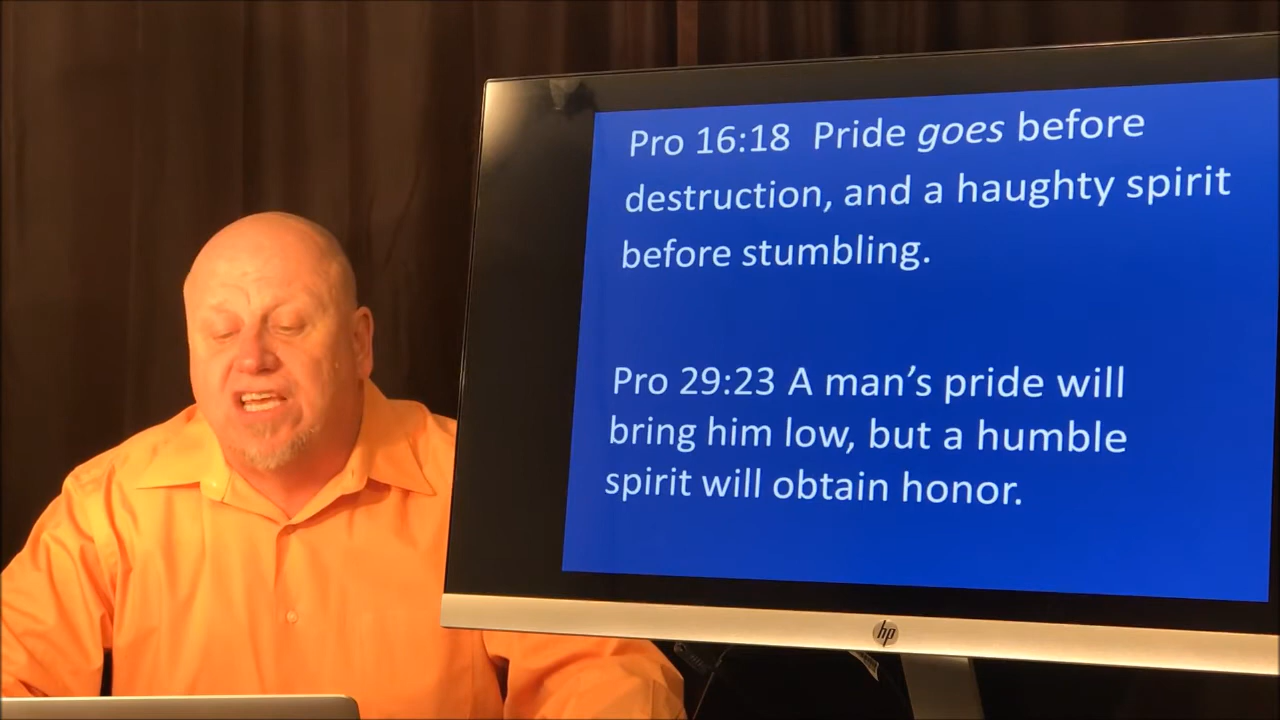 Pro 16:18 Pride goes before
destruction, and a haughty spirit
before stumbling.
Pro 29:23 A man’s pride will
bring him low, but a humble
spirit will obtain honor.
hp